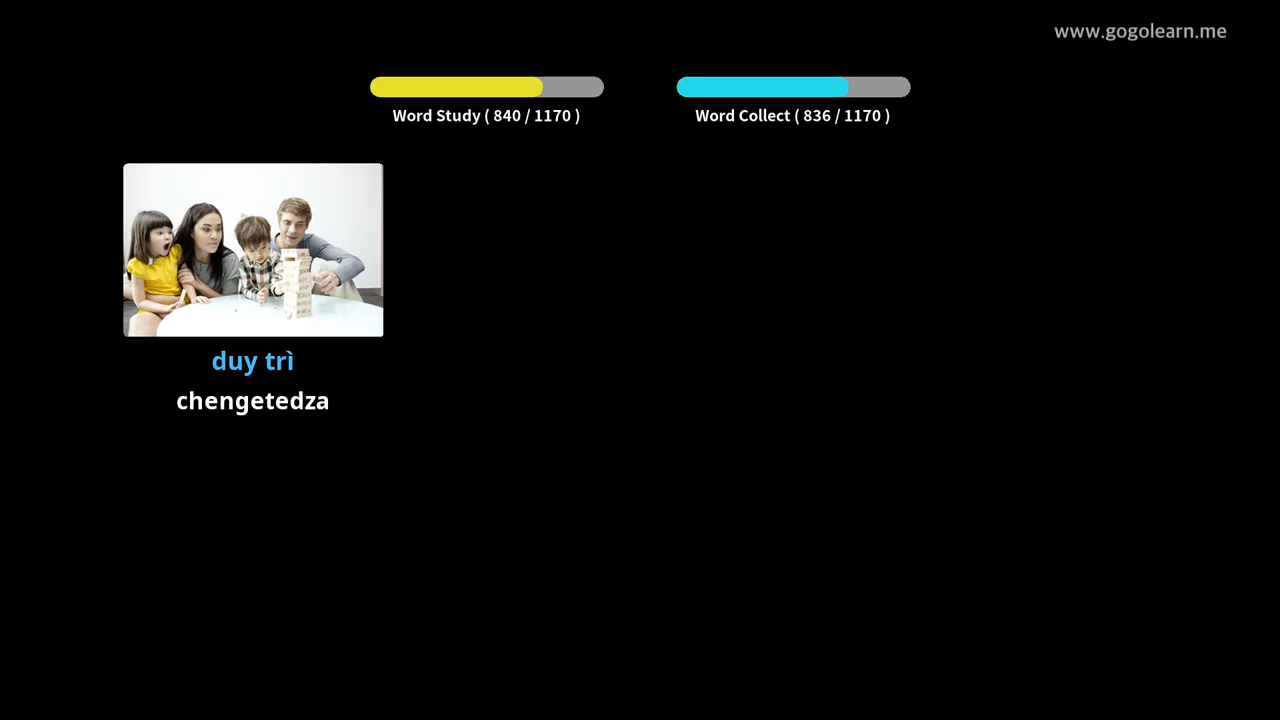 www.gogolearn.me
Word Study ( 840 / 1170 )
Word Collect ( 836 / 1170 )
duy trì
chengetedza